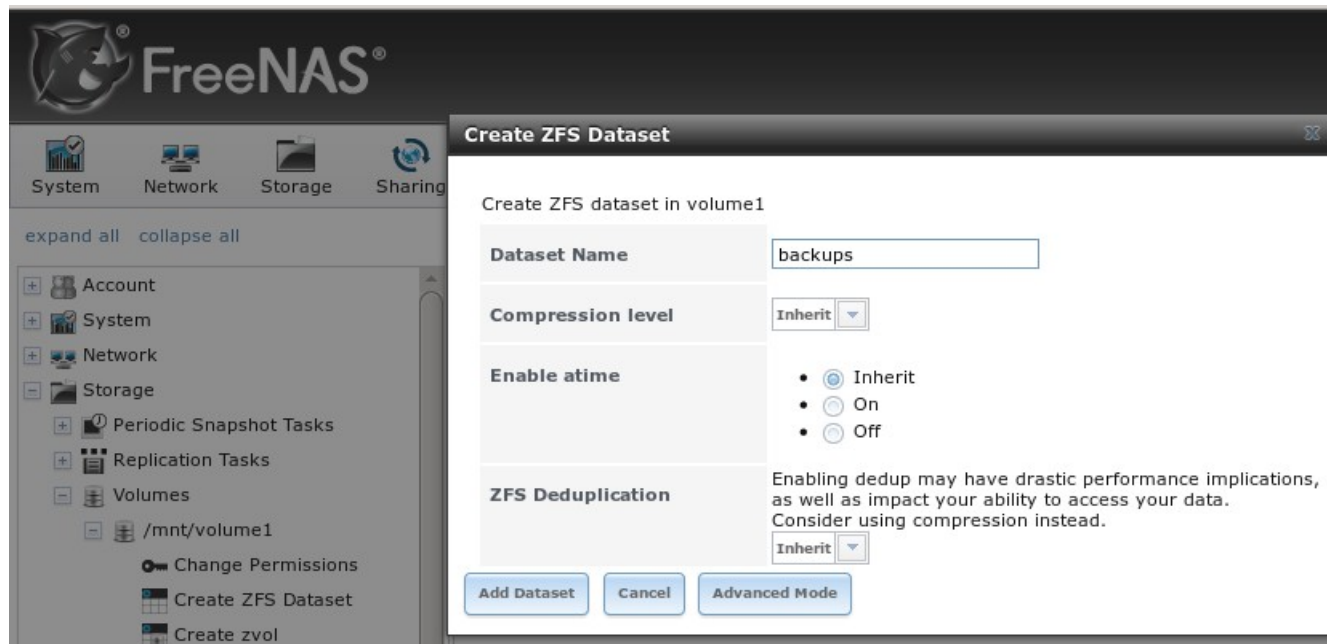 FreeNAS®
System
Network
Storage
Sharing
expand all
collapse all
Account
System
Network
Storage
Periodic Snapshot Tasks
Replication Tasks
Volumes
/mnt/volume1
Change Permissions
Create ZFS Dataset
Create zvol
Create ZFS Dataset
Create ZFS dataset in volume1
Dataset Name
backups
Compression level
Inherit
Enable atime
Inherit
On
Off
ZFS Deduplication
Enabling dedup may have drastic performance implications,
as well as impact your ability to access your data.
Consider using compression instead.
Inherit
Add Dataset
Cancel
Advanced Mode